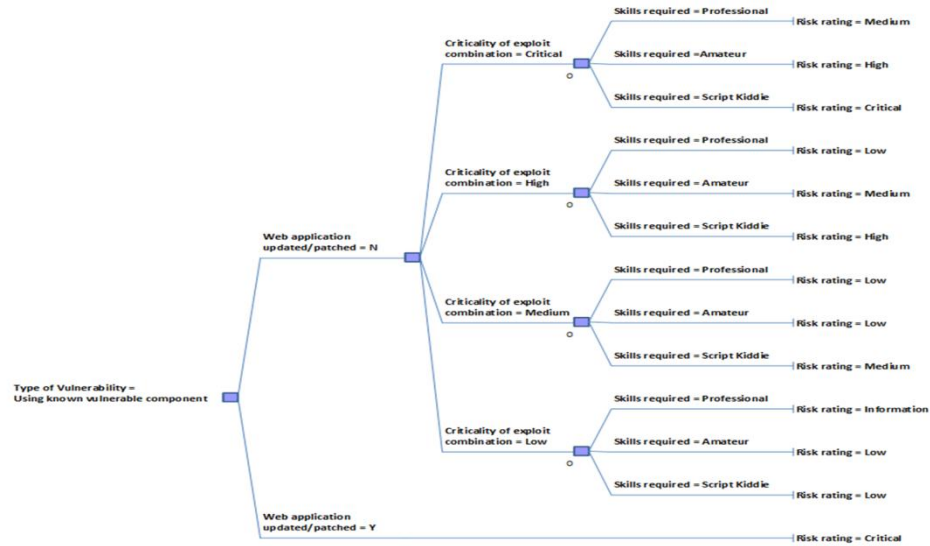 Skills required = Professional
Risk rating = Medium
Criticality of exploit
combination = Critical
Skills required =Amateur
Risk rating = High
Skills required = Script Kiddie
Risk rating = Critical
Skills required = Professional
Risk rating = Low
Criticality of exploit
combination = High
Skills required = Amateur
Risk rating = Medium
Skills required = Script Kiddie
Risk rating = High
Web application
updated/patched = N
Skills required = Professional
Risk rating = Low
Criticality of exploit
combination = Medium
Skills required = Amateur
Risk rating = Low
Skills required = Script Kiddie
Risk rating = Medium
Type of Vulnerability =
Using known vulnerable component
Skills required = Professional
Risk rating = Information
Criticality of exploit
combination = Low
Skills required = Amateur
Risk rating = Low
Skills required = Script Kiddie
Risk rating = Low
Web application
updated/patched = Y
Risk rating = Critical